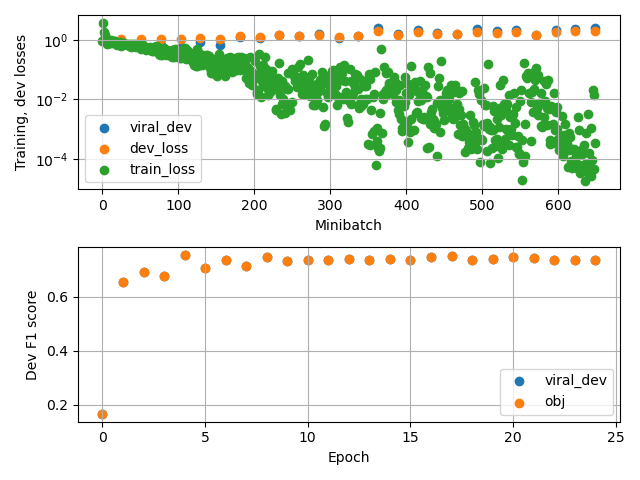 Training, dev losses
10⁰
10⁻²
10⁻⁴
viral_dev
dev_loss
train_loss
0 100 200 300 400 500 600
Minibatch
Dev F1 score
0.6
0.4
0.2
viral_dev
obj
0 5 10 15 20 25
Epoch